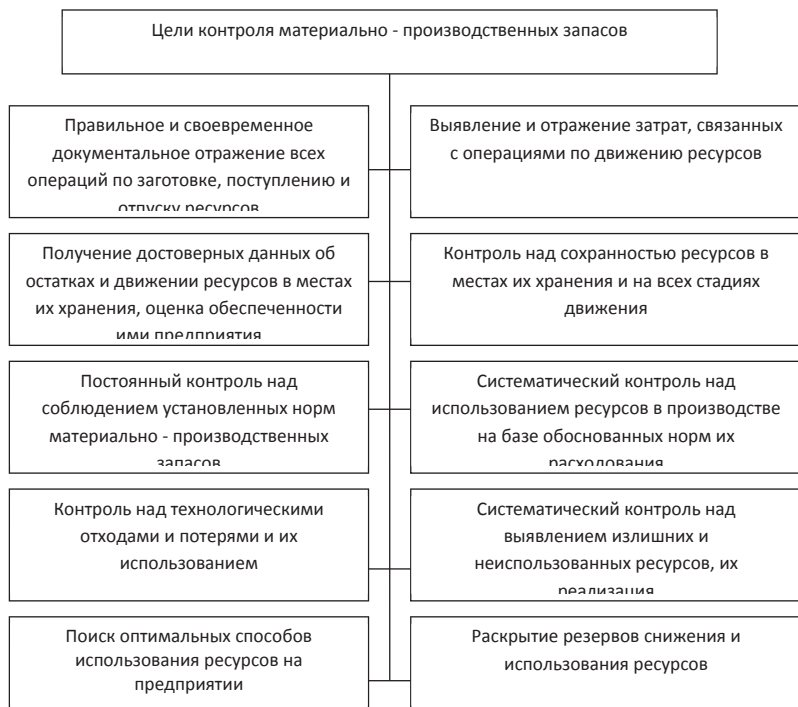 Цели контроля материально - производственных запасов
Правильное и своевременное
документальное отражение всех
операций по заготовке, поступлению и
отпуску ресурсов
Выявление и отражение затрат, связанных
с операциями по движению ресурсов
Получение достоверных данных об
остатках и движении ресурсов в местах
их хранения, оценка обеспеченности
ими предприятия
Контроль над сохранностью ресурсов в
местах их хранения и на всех стадиях
движения
Постоянный контроль над
соблюдением установленных норм
материально - производственных
запасов
Систематический контроль над
использованием ресурсов в производстве
на базе обоснованных норм их
расходования
Контроль над технологическими
отходами и потерями и их
использованием
Систематический контроль над
выявлением излишних и
неиспользованных ресурсов, их
реализация
Поиск оптимальных способов
использования ресурсов на
предприятии
Раскрытие резервов снижения и
использования ресурсов